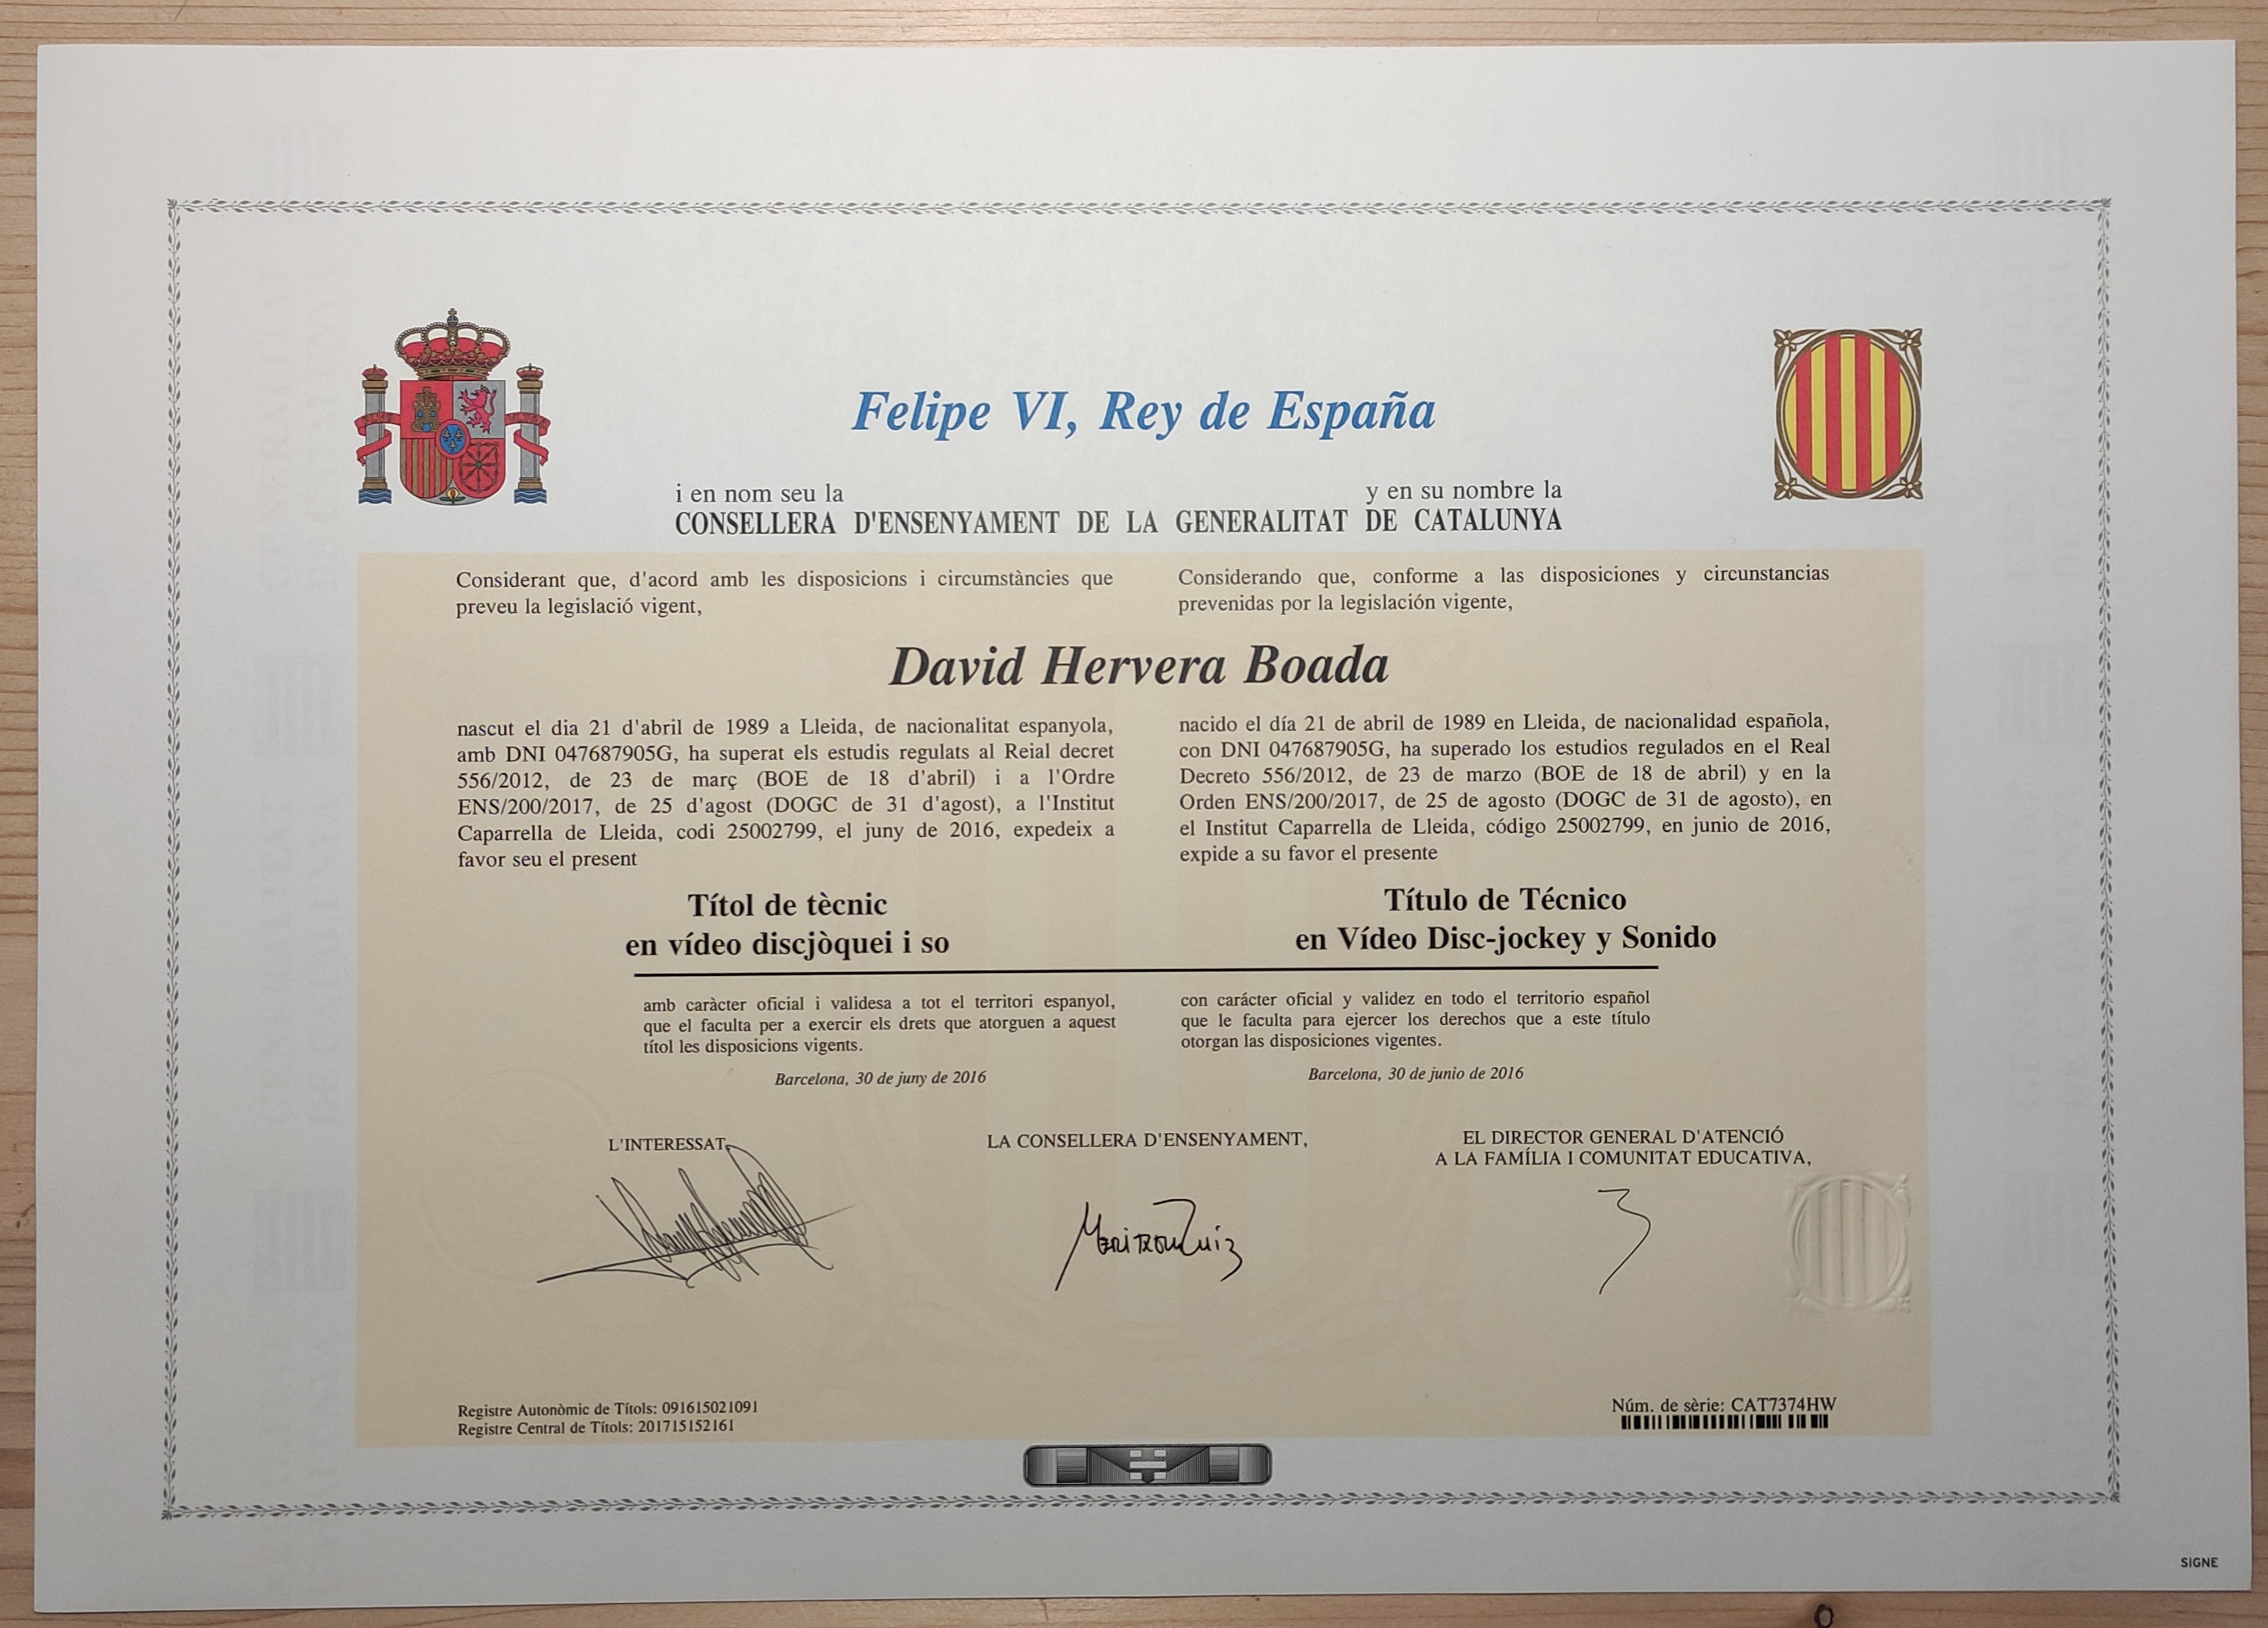 Felipe VI, Rey de España
i en nom seu la
y en su nombre la
CONSELLERA D'ENSENYAMENT DE LA GENERALITAT DE CATALUNYA
Considerant que, d'acord amb les disposicions i circumstàncies que
preveu la legislació vigent,
Considerando que, conforme a las disposiciones y circunstancias
prevenidas por la legislación vigente,
David Hervera Boada
nascut el dia 21 d'abril de 1989 a Lleida, de nacionalitat espanyola,
amb DNI 047687905G, ha superat els estudis regulats al Reial decret
556/2012, de 23 de març (BOE de 18 d'abril) i a l'Ordre
ENS/200/2017, de 25 d'agost (DOGC de 31 d'agost), a l'Institut
Caparrella de Lleida, codi 25002799, el juny de 2016, expedeix a
favor seu el present
nacido el día 21 de abril de 1989 en Lleida, de nacionalidad española,
con DNI 047687905G, ha superado los estudios regulados en el Real
Decreto 556/2012, de 23 de marzo (BOE de 18 de abril) y en la
Orden ENS/200/2017, de 25 de agosto (DOGC de 31 de agosto), en
el Institut Caparrella de Lleida, código 25002799, en junio de 2016,
expide a su favor el presente
Títol de tècnic
en vídeo discjòquei i so
Título de Técnico
en Vídeo Disc-jockey y Sonido
amb caràcter oficial i validesa a tot el territori espanyol,
que el faculta per a exercir els drets que atorguen a aquest
títol les disposicions vigents.
con carácter oficial y validez en todo el territorio español
que le faculta para ejercer los derechos que a este título
otorgan las disposiciones vigentes.
Barcelona, 30 de juny de 2016
Barcelona, 30 de junio de 2016
L'INTERESSAT,
LA CONSELLERA D'ENSENYAMENT,
EL DIRECTOR GENERAL D'ATENCIÓ
A LA FAMÍLIA I COMUNITAT EDUCATIVA,
Registre Autonòmic de Títols: 091615021091
Registre Central de Títols: 201715152161
Núm. de sèrie: CAT7374HW
SIGNE